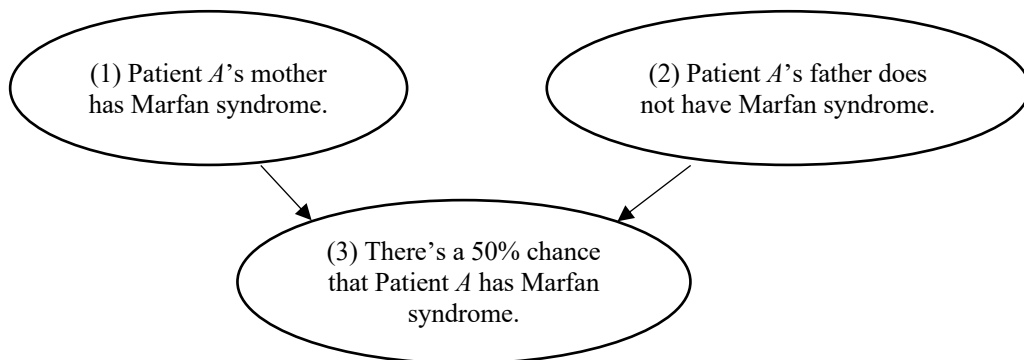 (1) Patient A’s mother
has Marfan syndrome.
(2) Patient A’s father does
not have Marfan syndrome.
(3) There’s a 50% chance
that Patient A has Marfan
syndrome.